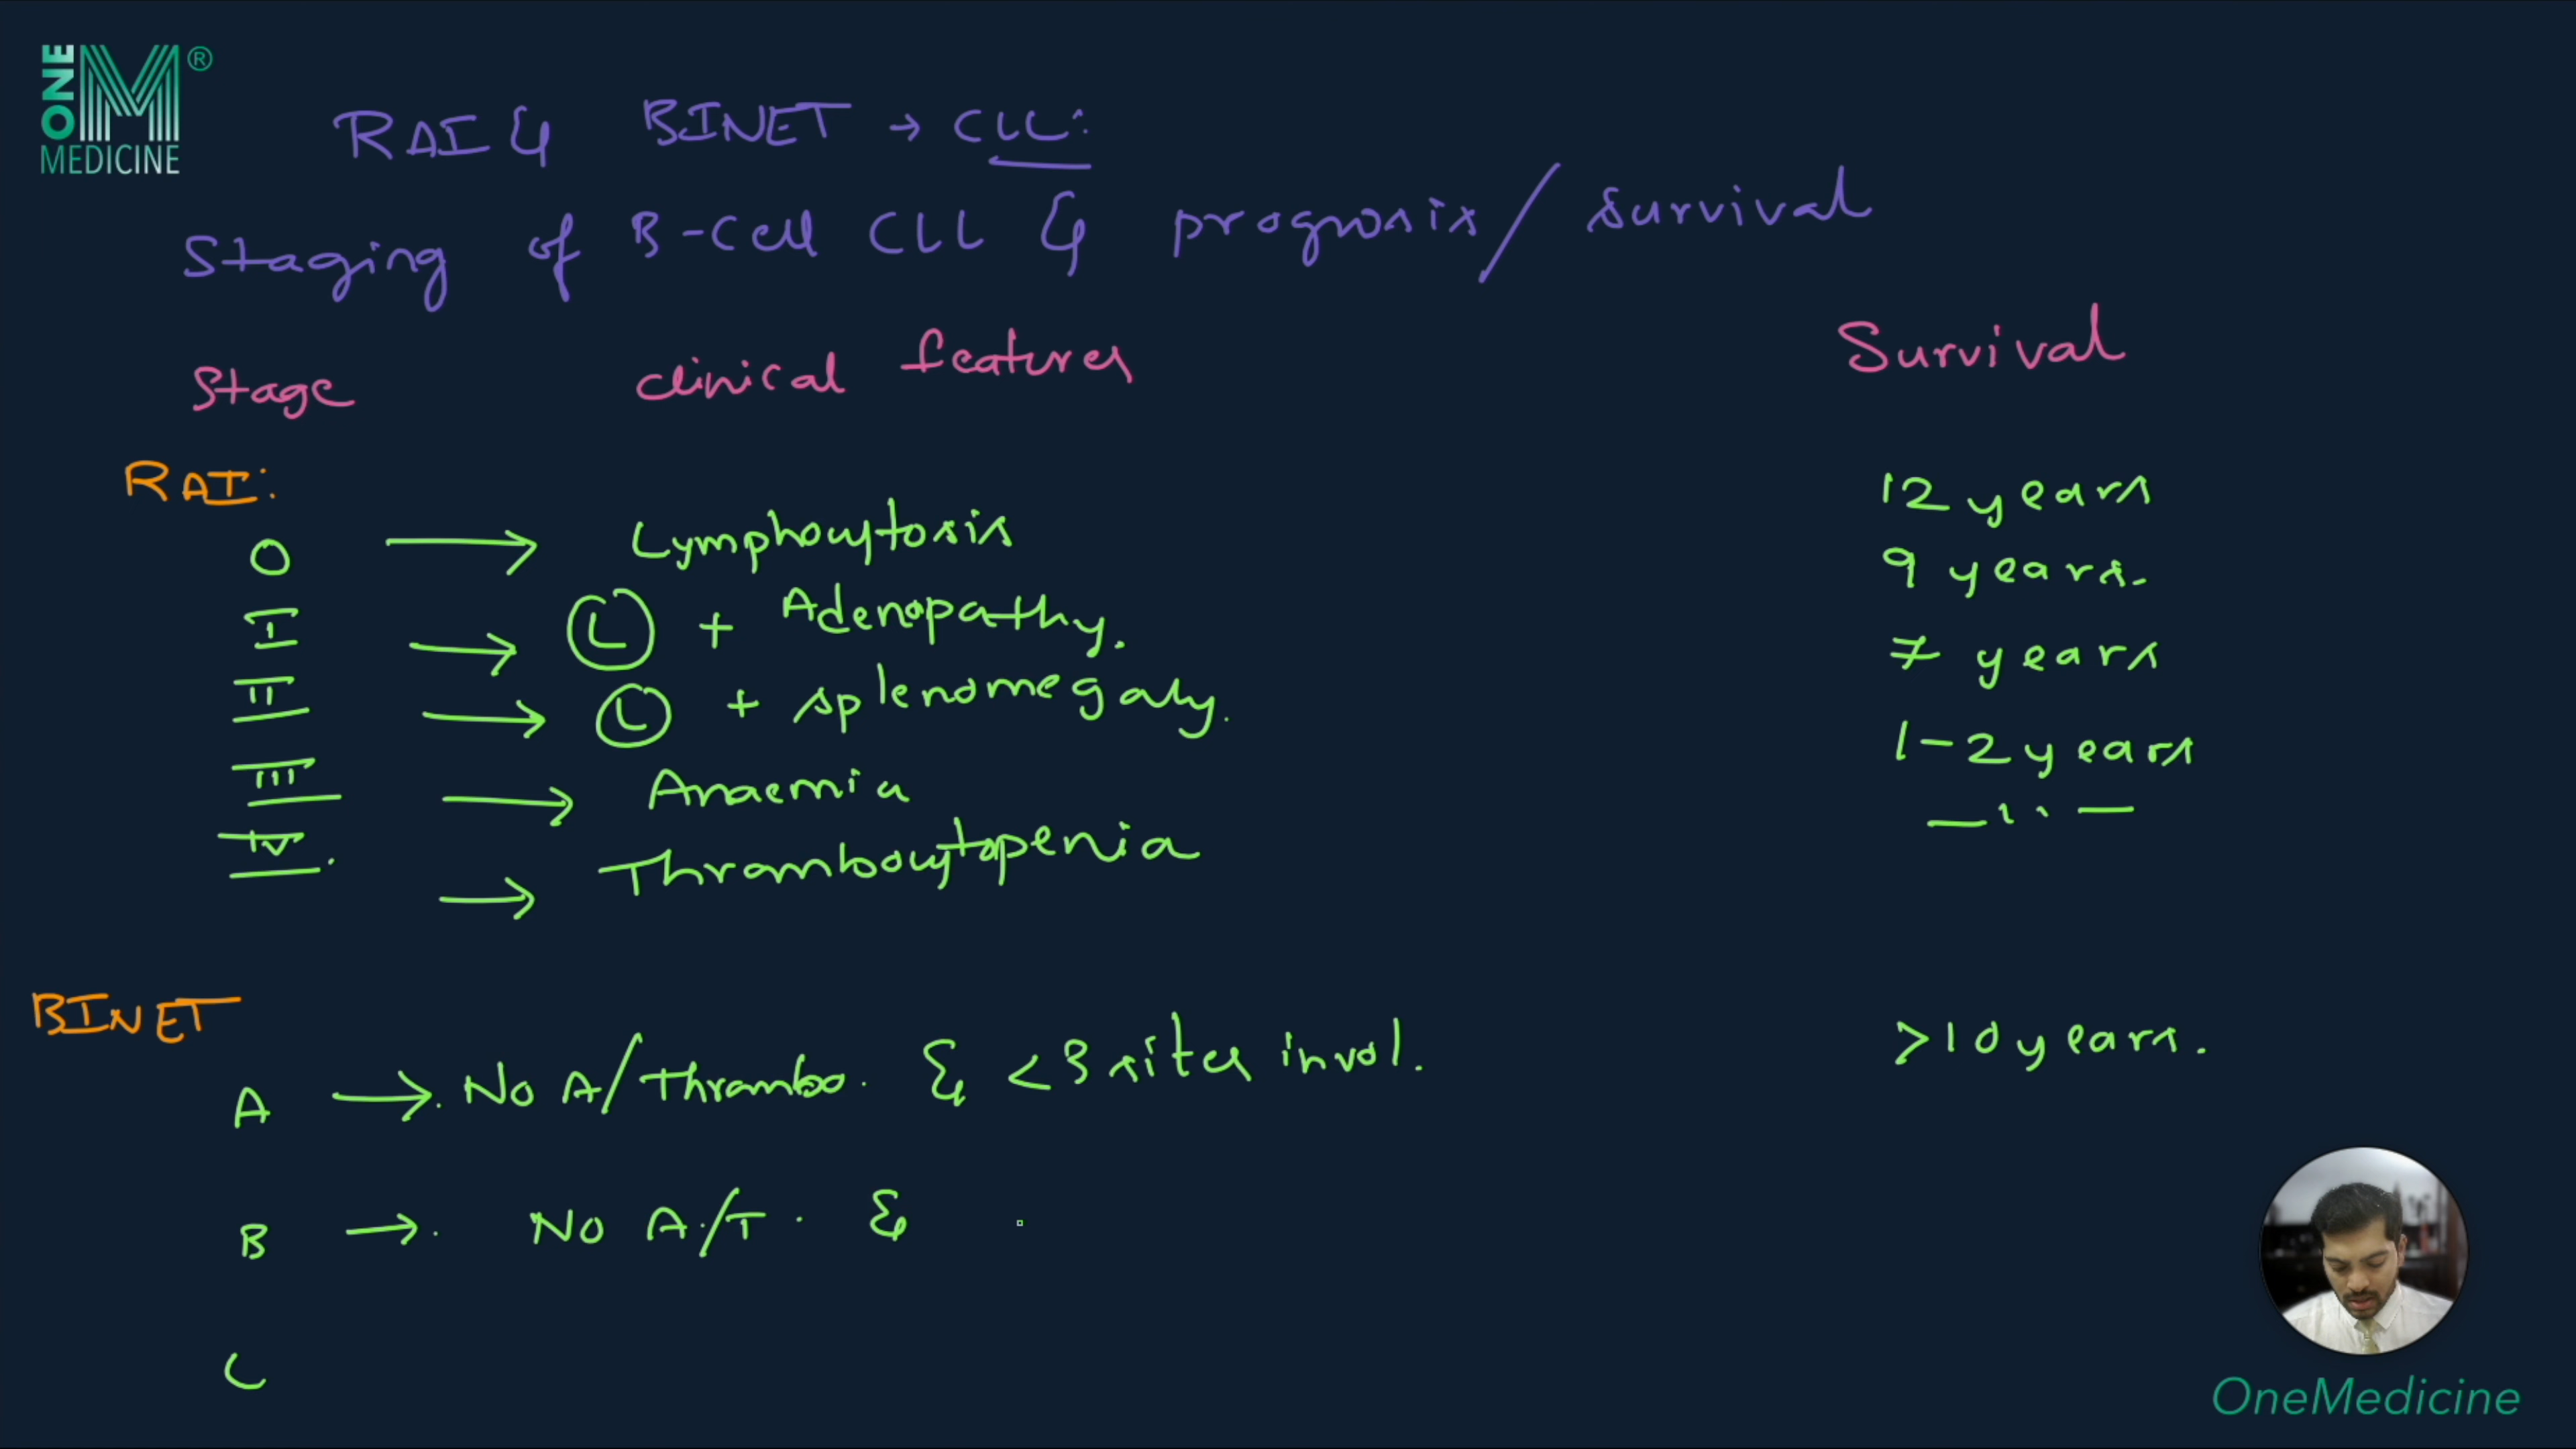 ONE MEDICINE ®
RAI & BINET → CLL:
Staging of B-Cell CLL & prognosis/survival
Stage clinical features Survival
RAI:
O → Lymphocytosis 12 years
I → Ⓛ + Adenopathy. 9 years.
II → Ⓛ + splenomegaly. 7 years
III → Anaemia 1-2 years
IV. → Thrombocytopenia
BINET
A → No A/Thrombo. & <3 sites invol. >10 years.
B → No A./T. &
C
OneMedicine